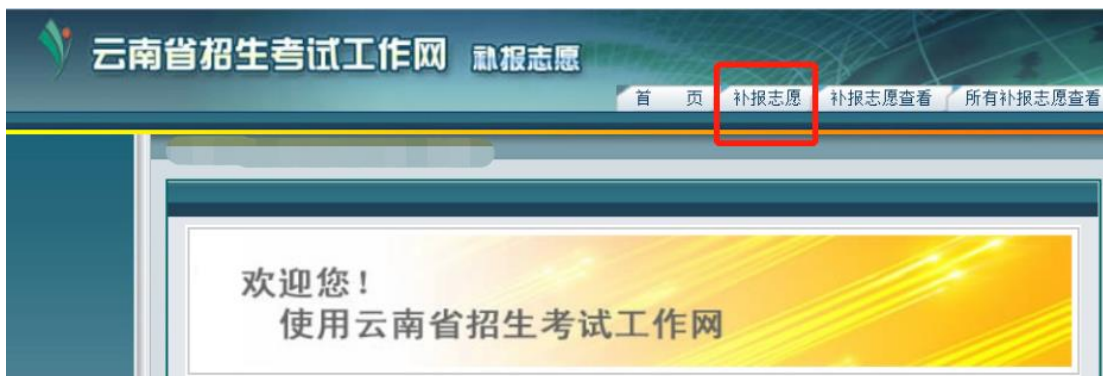 云南省招生考试工作网 补报志愿
首 页 补报志愿 补报志愿查看 所有补报志愿查看
欢迎您！
使用云南省招生考试工作网